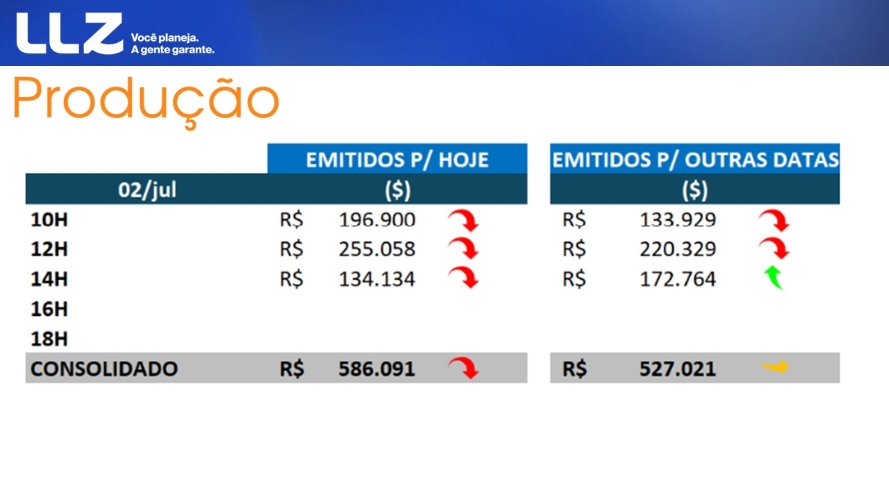 LLZ Você planeja.
A gente garante.
Produção
EMITIDOS P/ HOJE EMITIDOS P/ OUTRAS DATAS
02/jul ($) ($)
10H R$ 196.900 R$ 133.929
12H R$ 255.058 R$ 220.329
14H R$ 134.134 R$ 172.764
16H
18H
CONSOLIDADO R$ 586.091 R$ 527.021